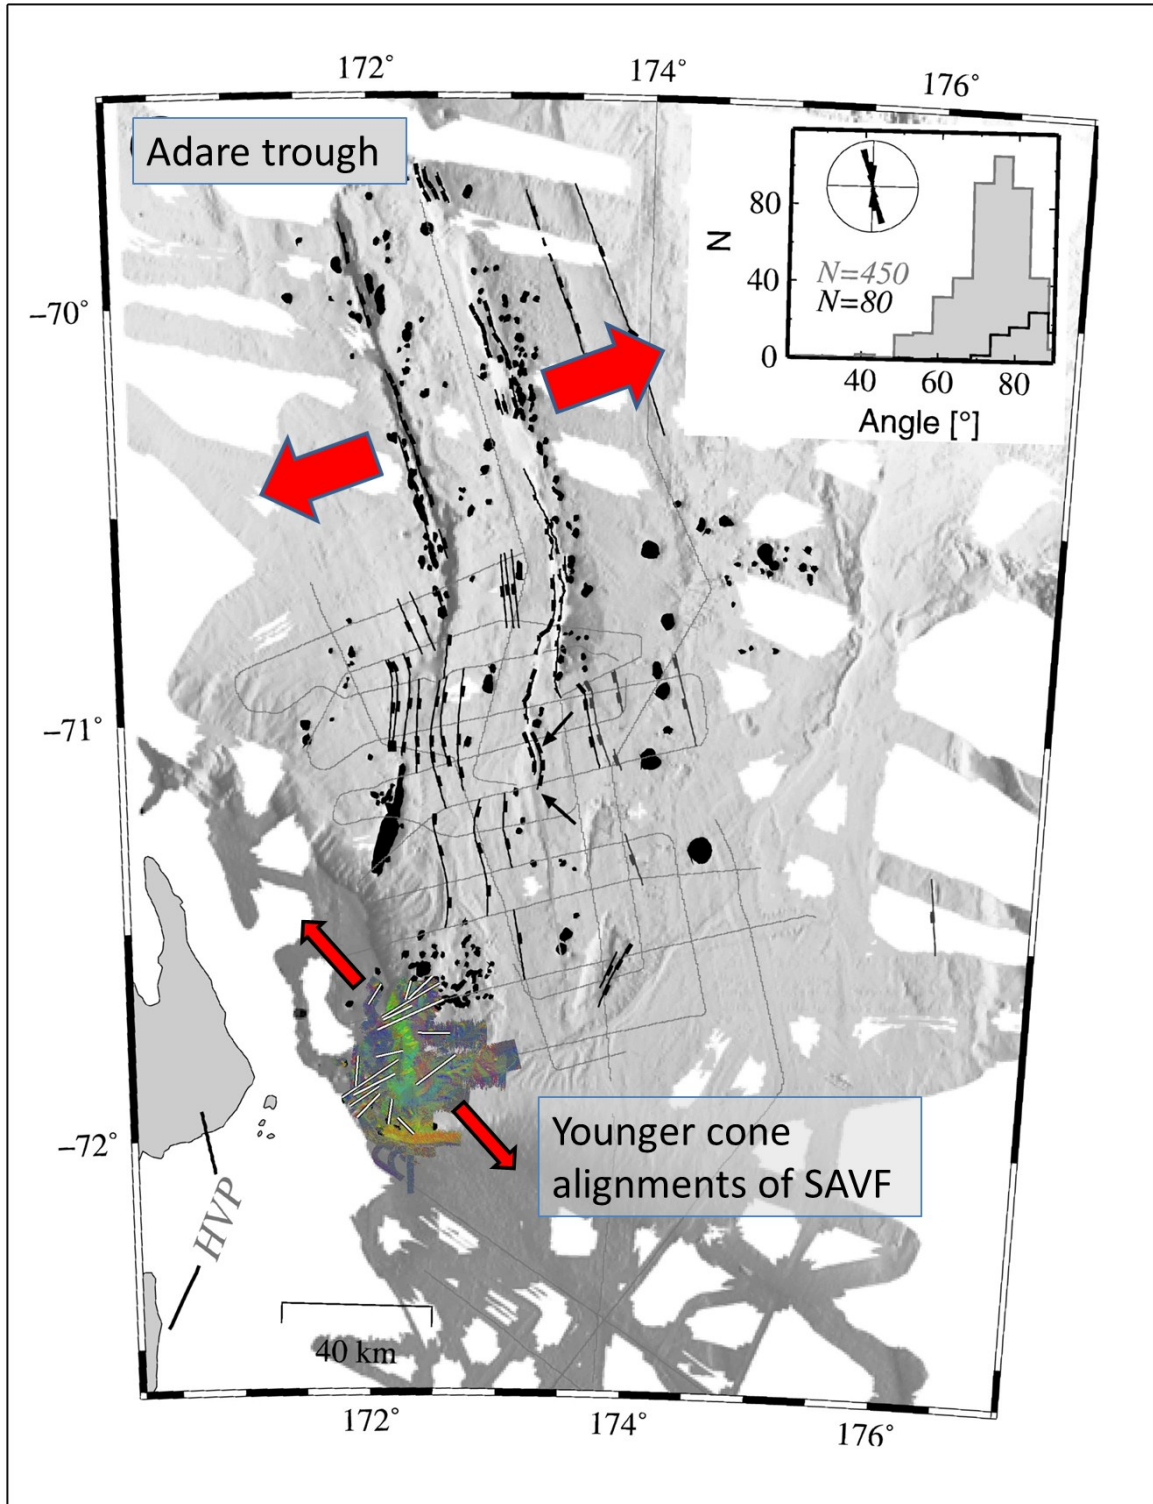 172°
174°
176°
Adare trough
80
40
0
N
N=450
N=80
40
60
80
Angle [°]
−70°
−71°
−72°
Younger cone
alignments of SAVF
HVP
40 km
172°
174°
176°